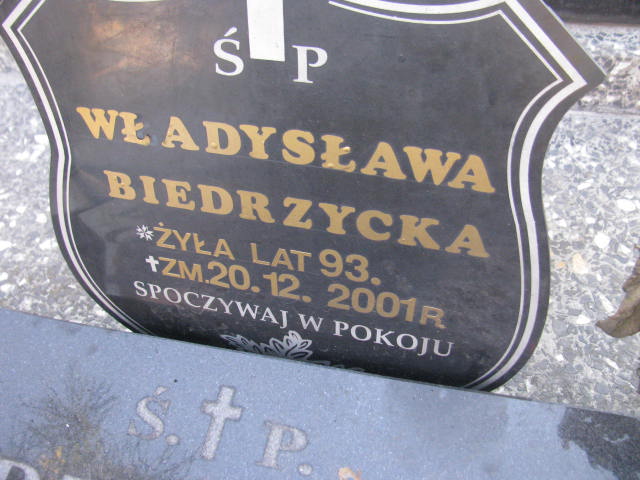 Ś P
WŁADYSŁAWA
BIEDRZYCKA
ŻYŁA LAT 93.
ZM.20.12. 2001R
SPOCZYWAJ W POKOJU
Ś. P.